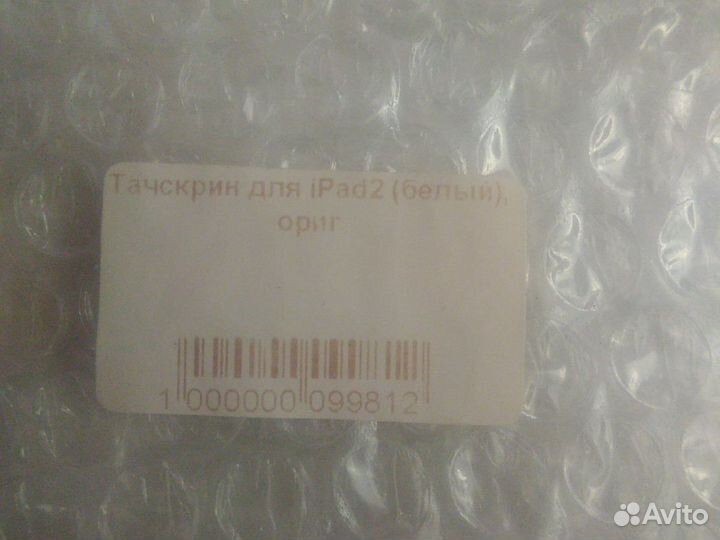 Тачскрин для iPad2 (белый),
ориг
1 000000 099812
Avito